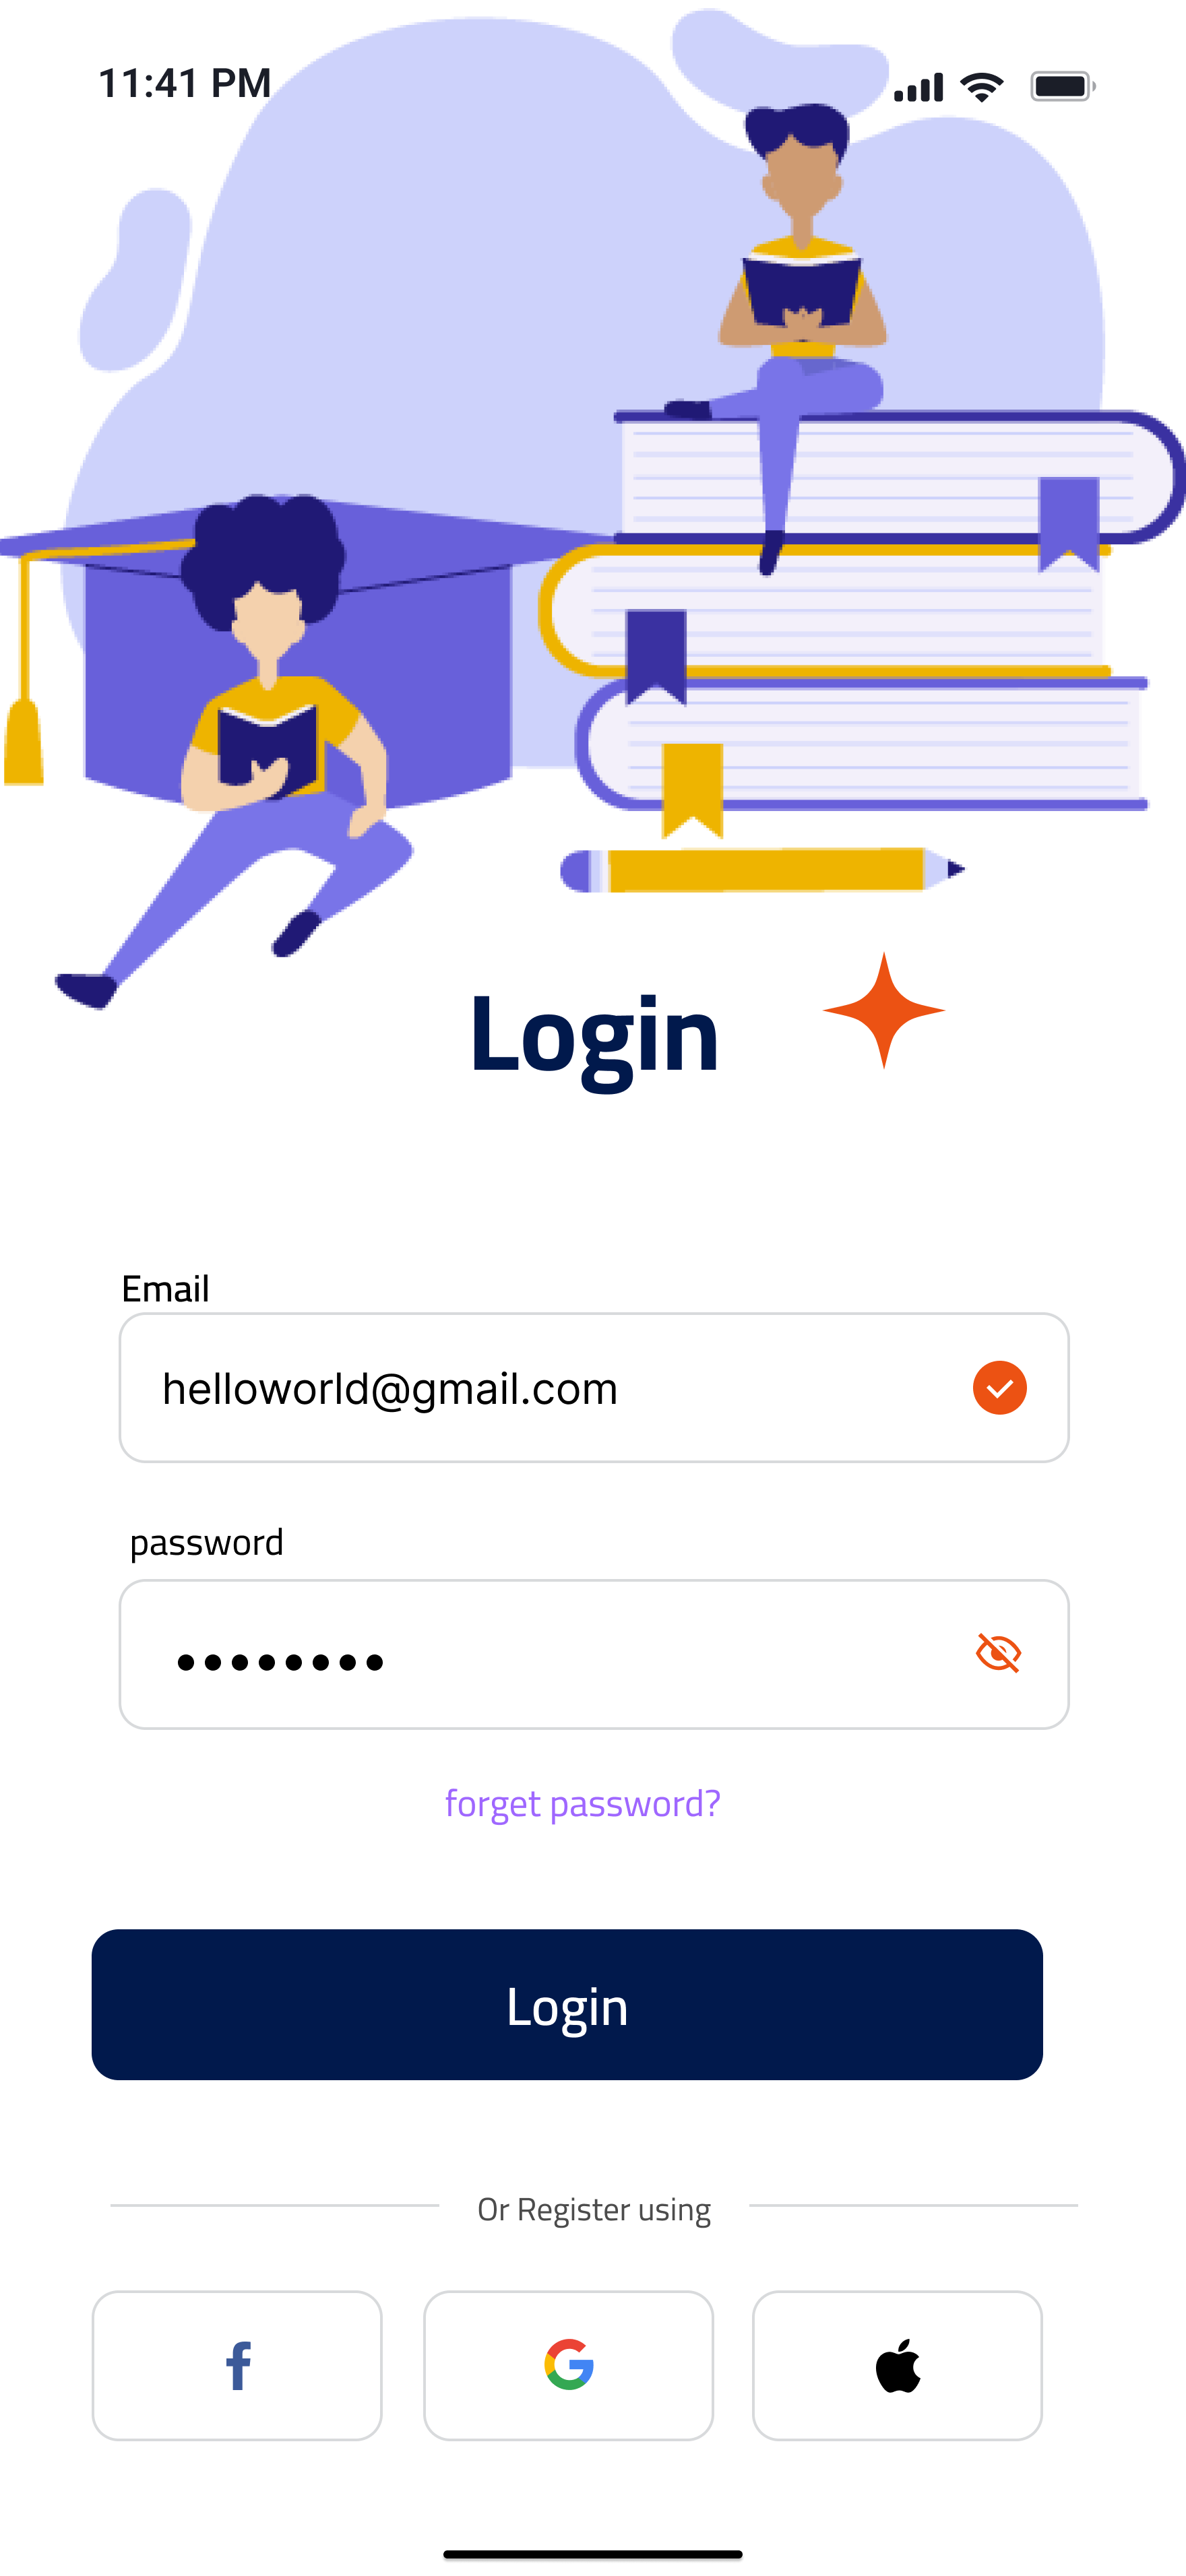 11:41 PM
Login
Email
helloworld@gmail.com
password
forget password?
Login
Or Register using